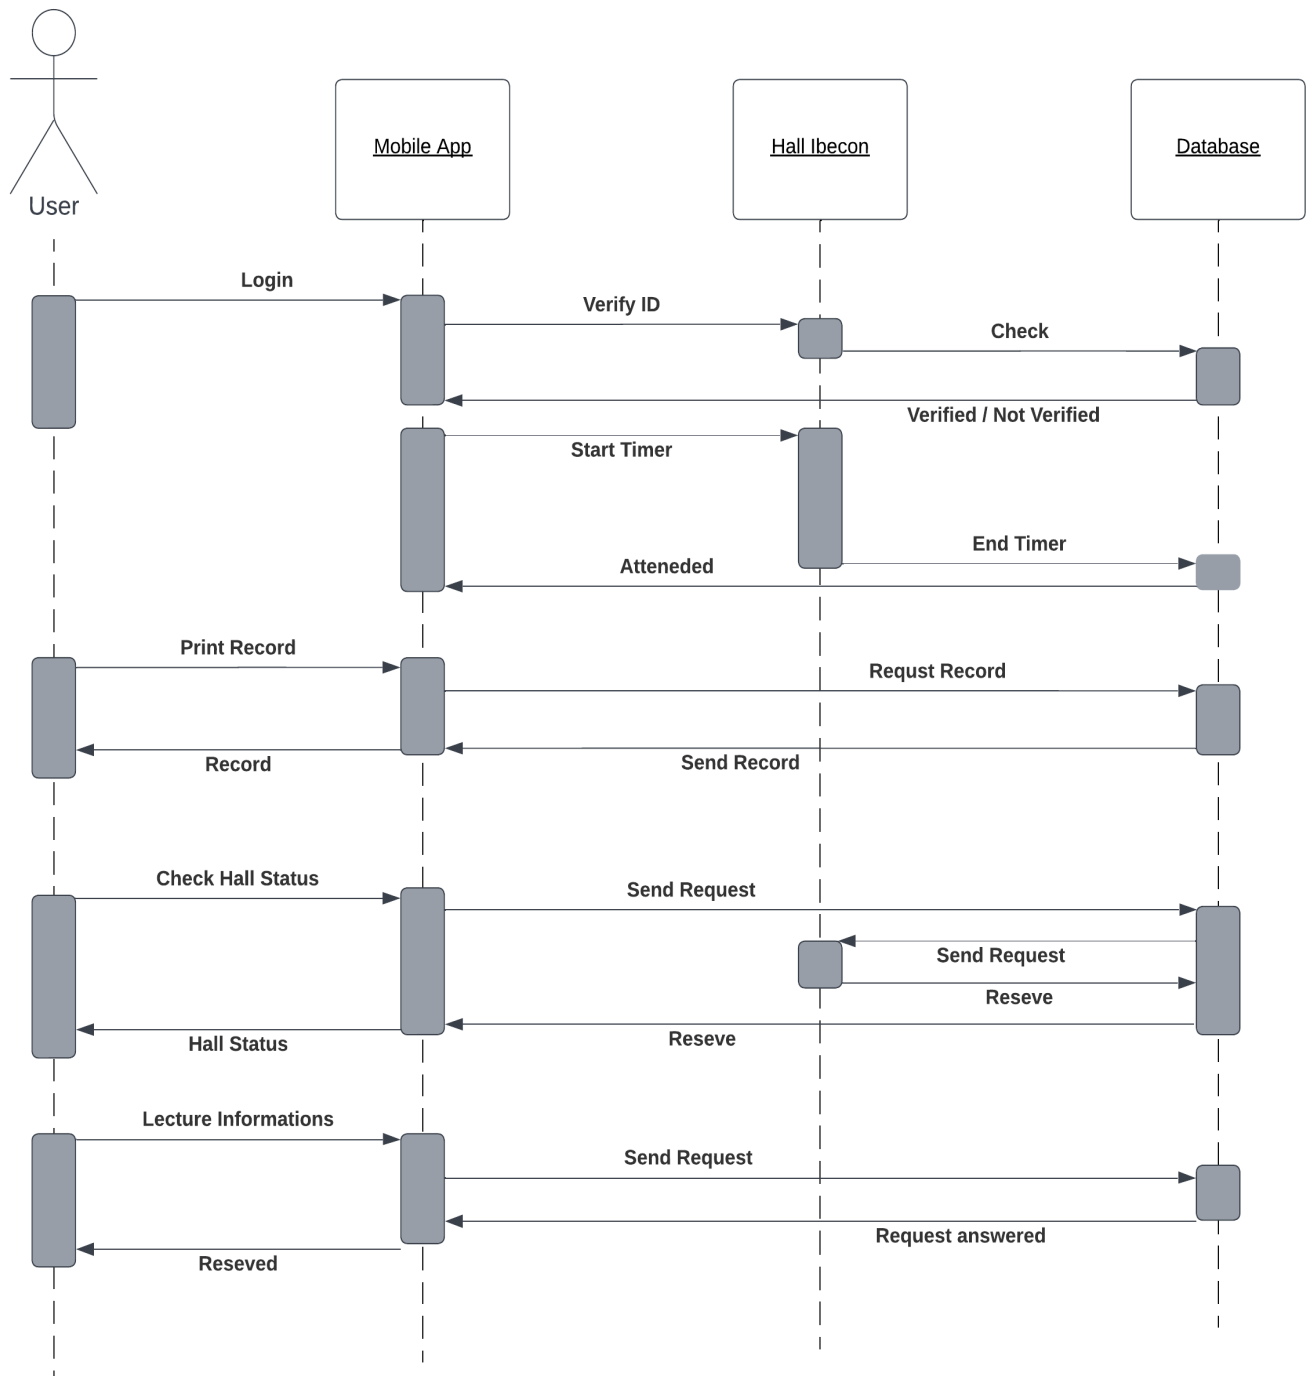 User
Mobile App
Hall Ibecon
Database
Login
Verify ID
Check
Verified / Not Verified
Start Timer
End Timer
Atteneded
Print Record
Requst Record
Send Record
Record
Check Hall Status
Send Request
Send Request
Reseve
Reseve
Hall Status
Lecture Informations
Send Request
Request answered
Reseved